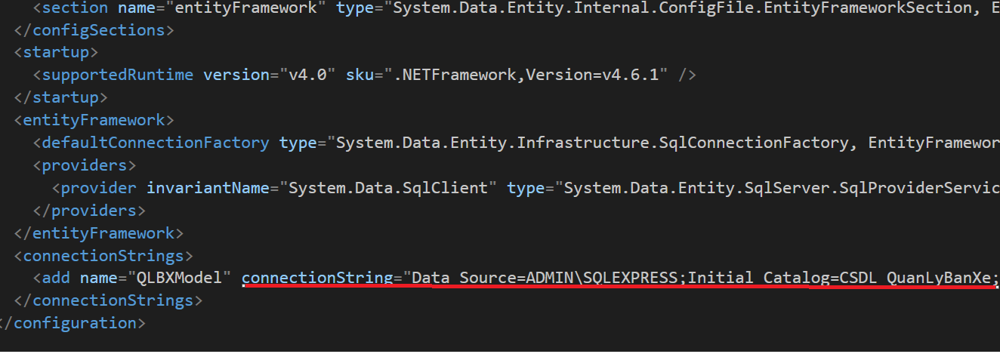 <section name="entityFramework" type="System.Data.Entity.Internal.ConfigFile.EntityFrameworkSection, E
</configSections>
<startup>
<supportedRuntime version="v4.0" sku=".NETFramework,Version=v4.6.1" />
</startup>
<entityFramework>
<defaultConnectionFactory type="System.Data.Entity.Infrastructure.SqlConnectionFactory, EntityFramewor
<providers>
<provider invariantName="System.Data.SqlClient" type="System.Data.Entity.SqlServer.SqlProviderServic
</providers>
</entityFramework>
<connectionStrings>
<add name="QLBXModel" connectionString="Data Source=ADMIN\SQLEXPRESS;Initial Catalog=CSDL_QuanLyBanXe;
</connectionStrings>
</configuration>